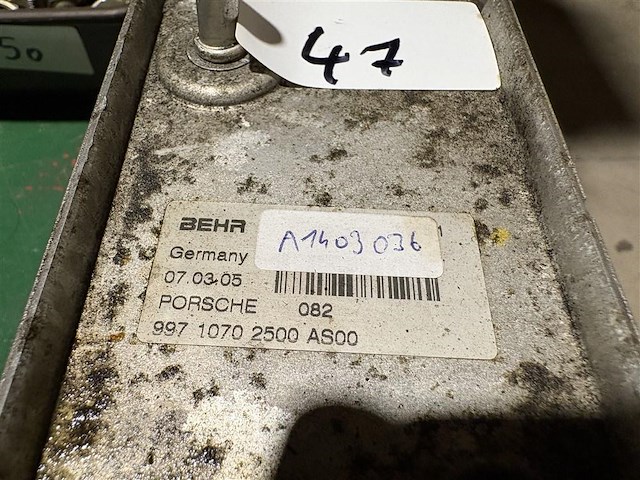 50
47
BEHR
A1403036
Germany
07.03.05
PORSCHE 082
997 1070 2500 AS00